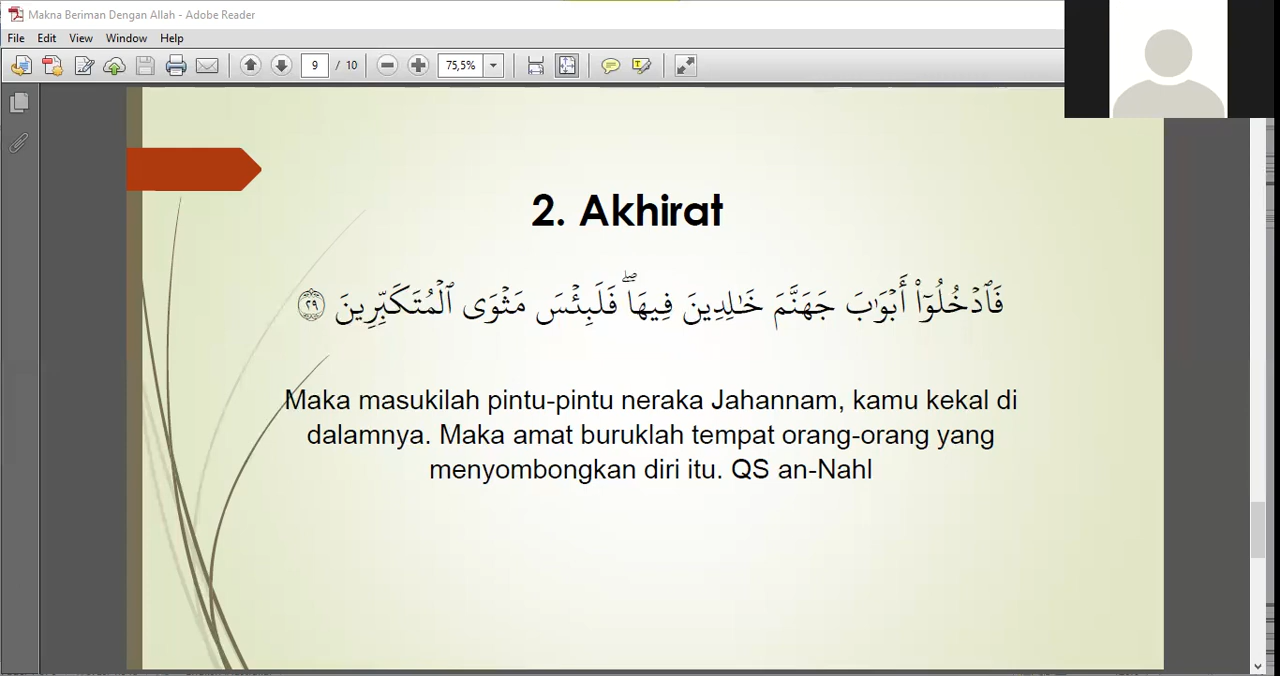 Makna Beriman Dengan Allah - Adobe Reader
File Edit View Window Help
9 / 10 75,5%
2. Akhirat
فَٱدۡخُلُوٓاْ أَبۡوَٰبَ جَهَنَّمَ خَٰلِدِينَ فِيهَاۖ فَلَبِئۡسَ مَثۡوَى ٱلۡمُتَكَبِّرِينَ ٢٩
Maka masukilah pintu-pintu neraka Jahannam, kamu kekal di
dalamnya. Maka amat buruklah tempat orang-orang yang
menyombongkan diri itu. QS an-Nahl